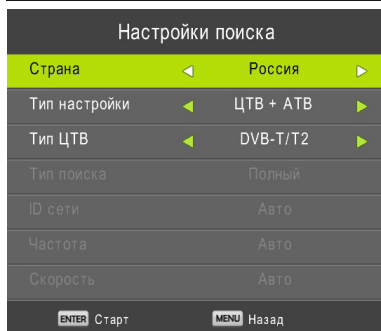 Настройки поиска
Страна Россия
Тип настройки ЦТВ + АТВ
Тип ЦТВ DVB-T/T2
Тип поиска Полный
ID сети Авто
Частота Авто
Скорость Авто
ENTER Старт MENU Назад